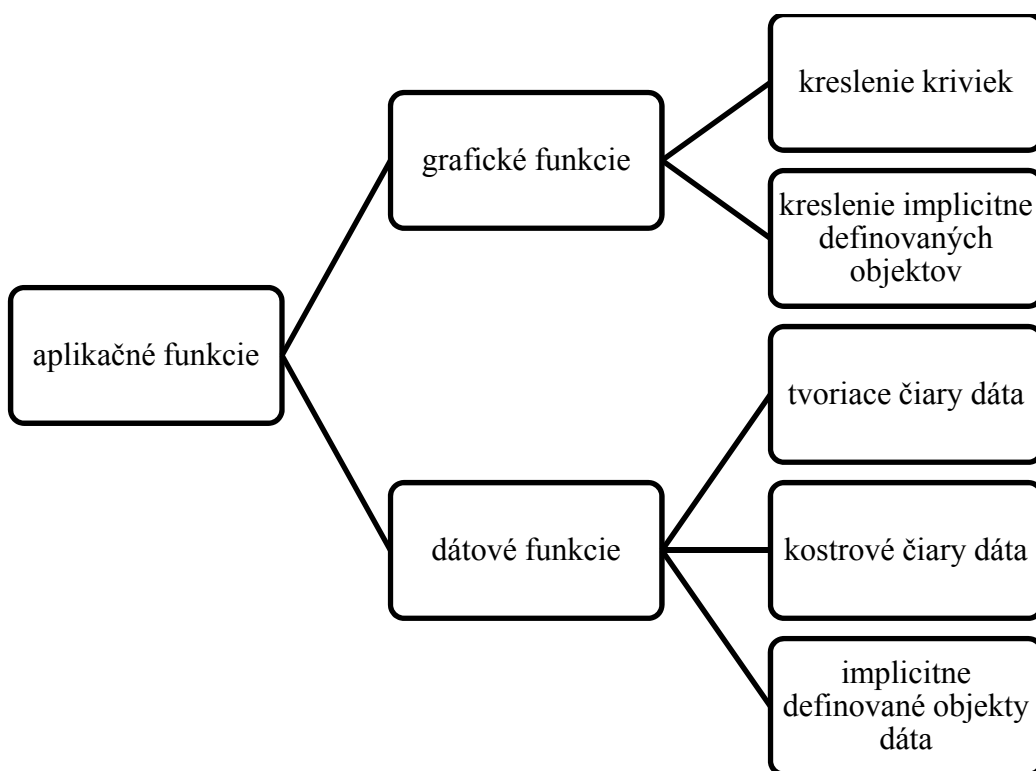 kreslenie kriviek
grafické funkcie
kreslenie implicitne
definovaných
objektov
aplikačné funkcie
tvoriace čiary dáta
dátové funkcie
kostrové čiary dáta
implicitne
definované objekty
dáta